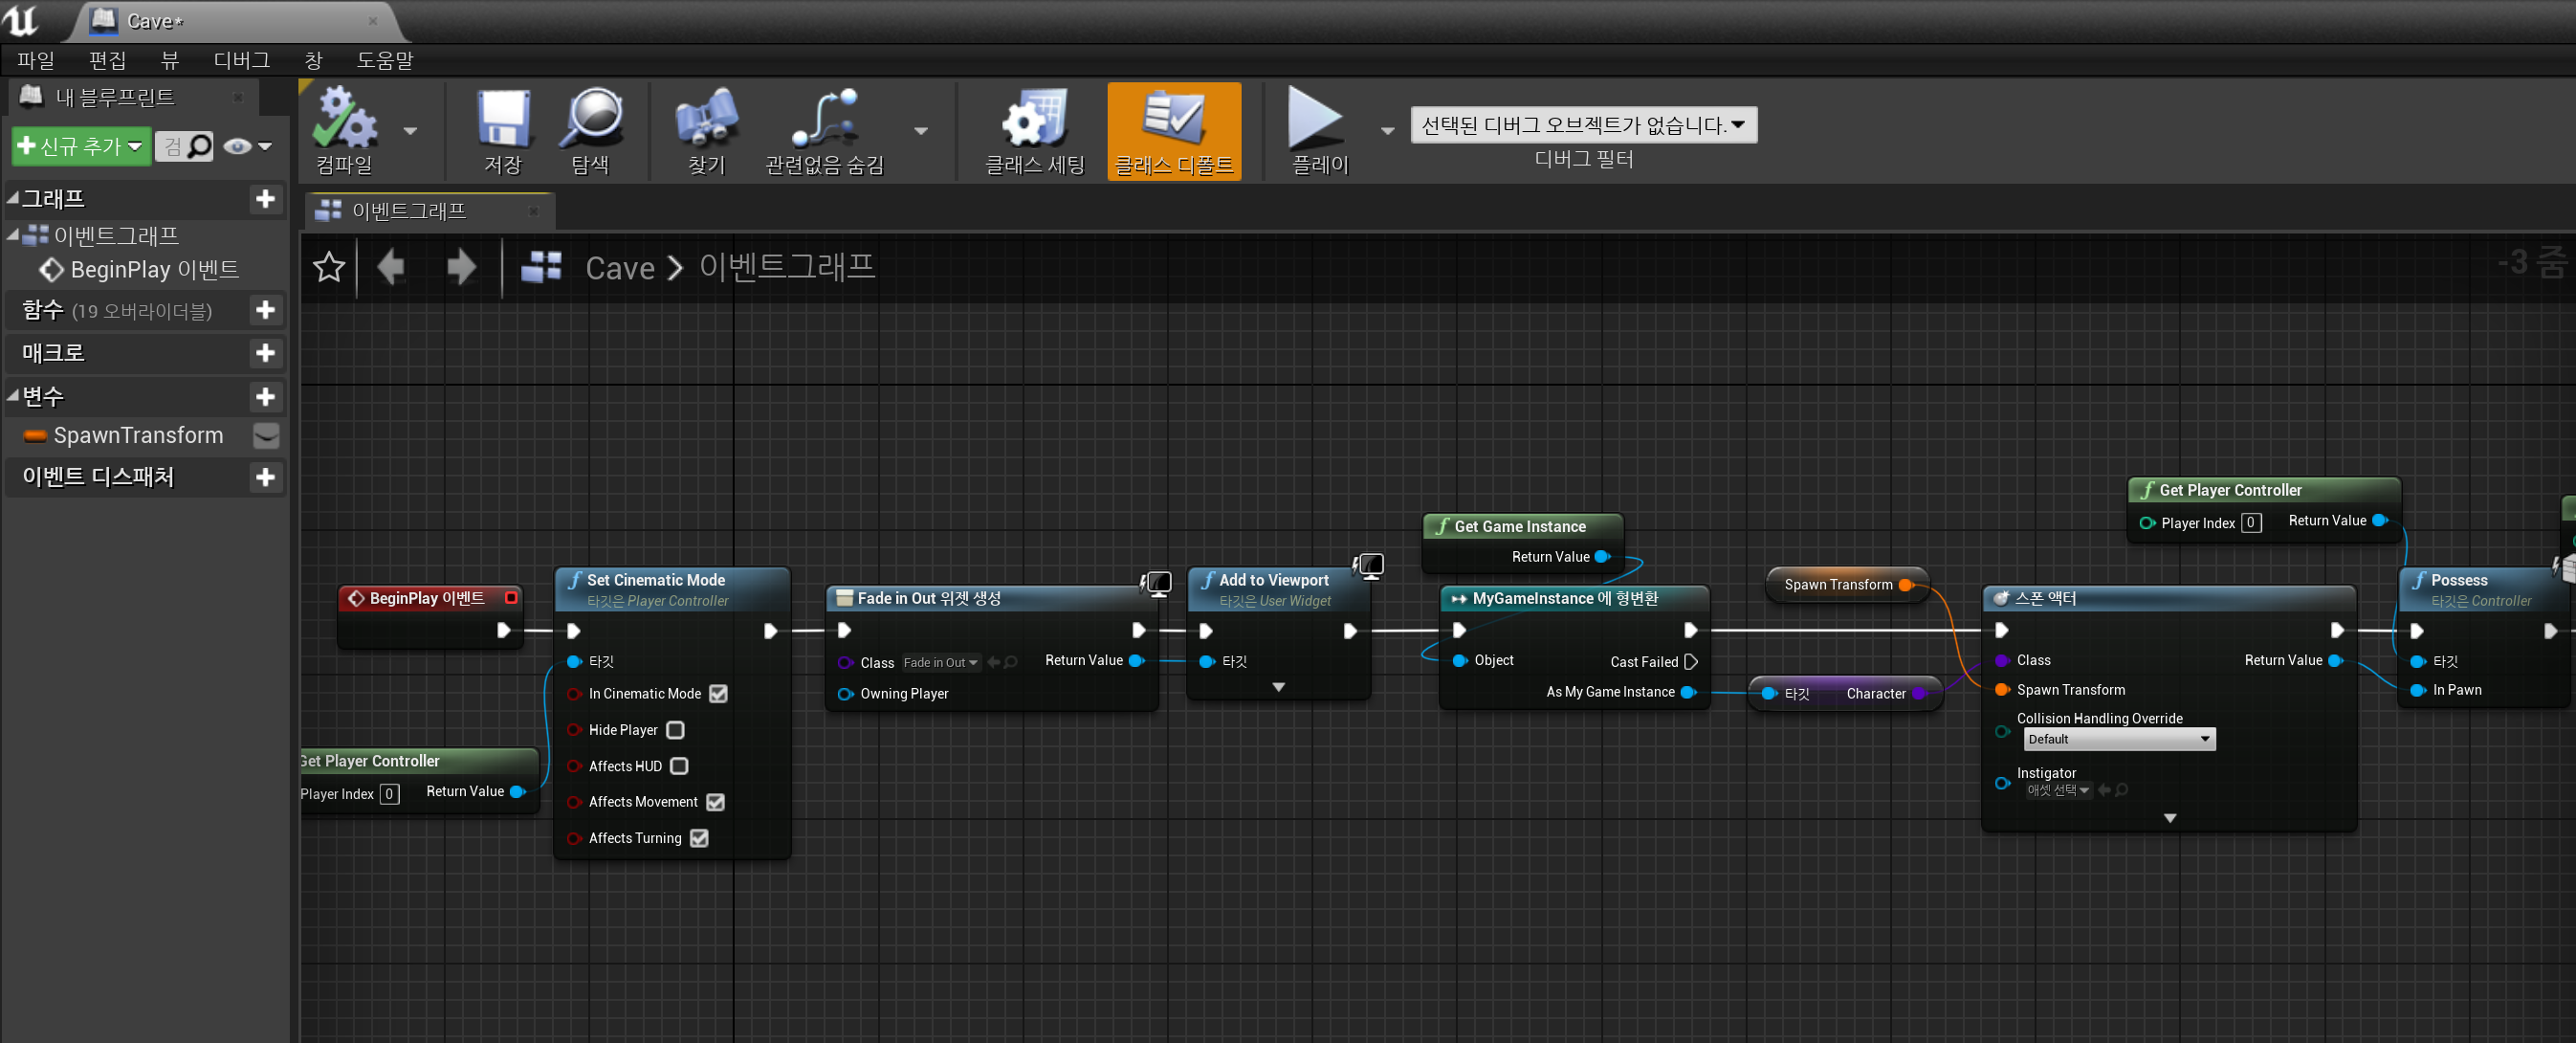 Cave*
파일 편집 뷰 디버그 창 도움말
내 블루프린트
신규 추가
검
그래프
이벤트그래프
BeginPlay 이벤트
함수 (19 오버라이더블)
매크로
변수
SpawnTransform
이벤트 디스패처
컴파일
저장
탐색
찾기
관련없음 숨김
클래스 세팅
클래스 디폴트
플레이
선택된 디버그 오브젝트가 없습니다.
디버그 필터
이벤트그래프
Cave > 이벤트그래프
-3 줌
BeginPlay 이벤트
Get Player Controller
Player Index 0
Return Value
Set Cinematic Mode
타깃은 Player Controller
타깃
In Cinematic Mode
Hide Player
Affects HUD
Affects Movement
Affects Turning
Fade in Out 위젯 생성
Class Fade in Out
Return Value
Owning Player
Add to Viewport
타깃은 User Widget
타깃
Get Game Instance
Return Value
MyGameInstance 에 형변환
Object
Cast Failed
As My Game Instance
Spawn Transform
타깃 Character
스폰 액터
Class
Return Value
Spawn Transform
Collision Handling Override
Default
Instigator
애셋 선택
Get Player Controller
Player Index 0
Return Value
Possess
타깃은 Controller
타깃
In Pawn